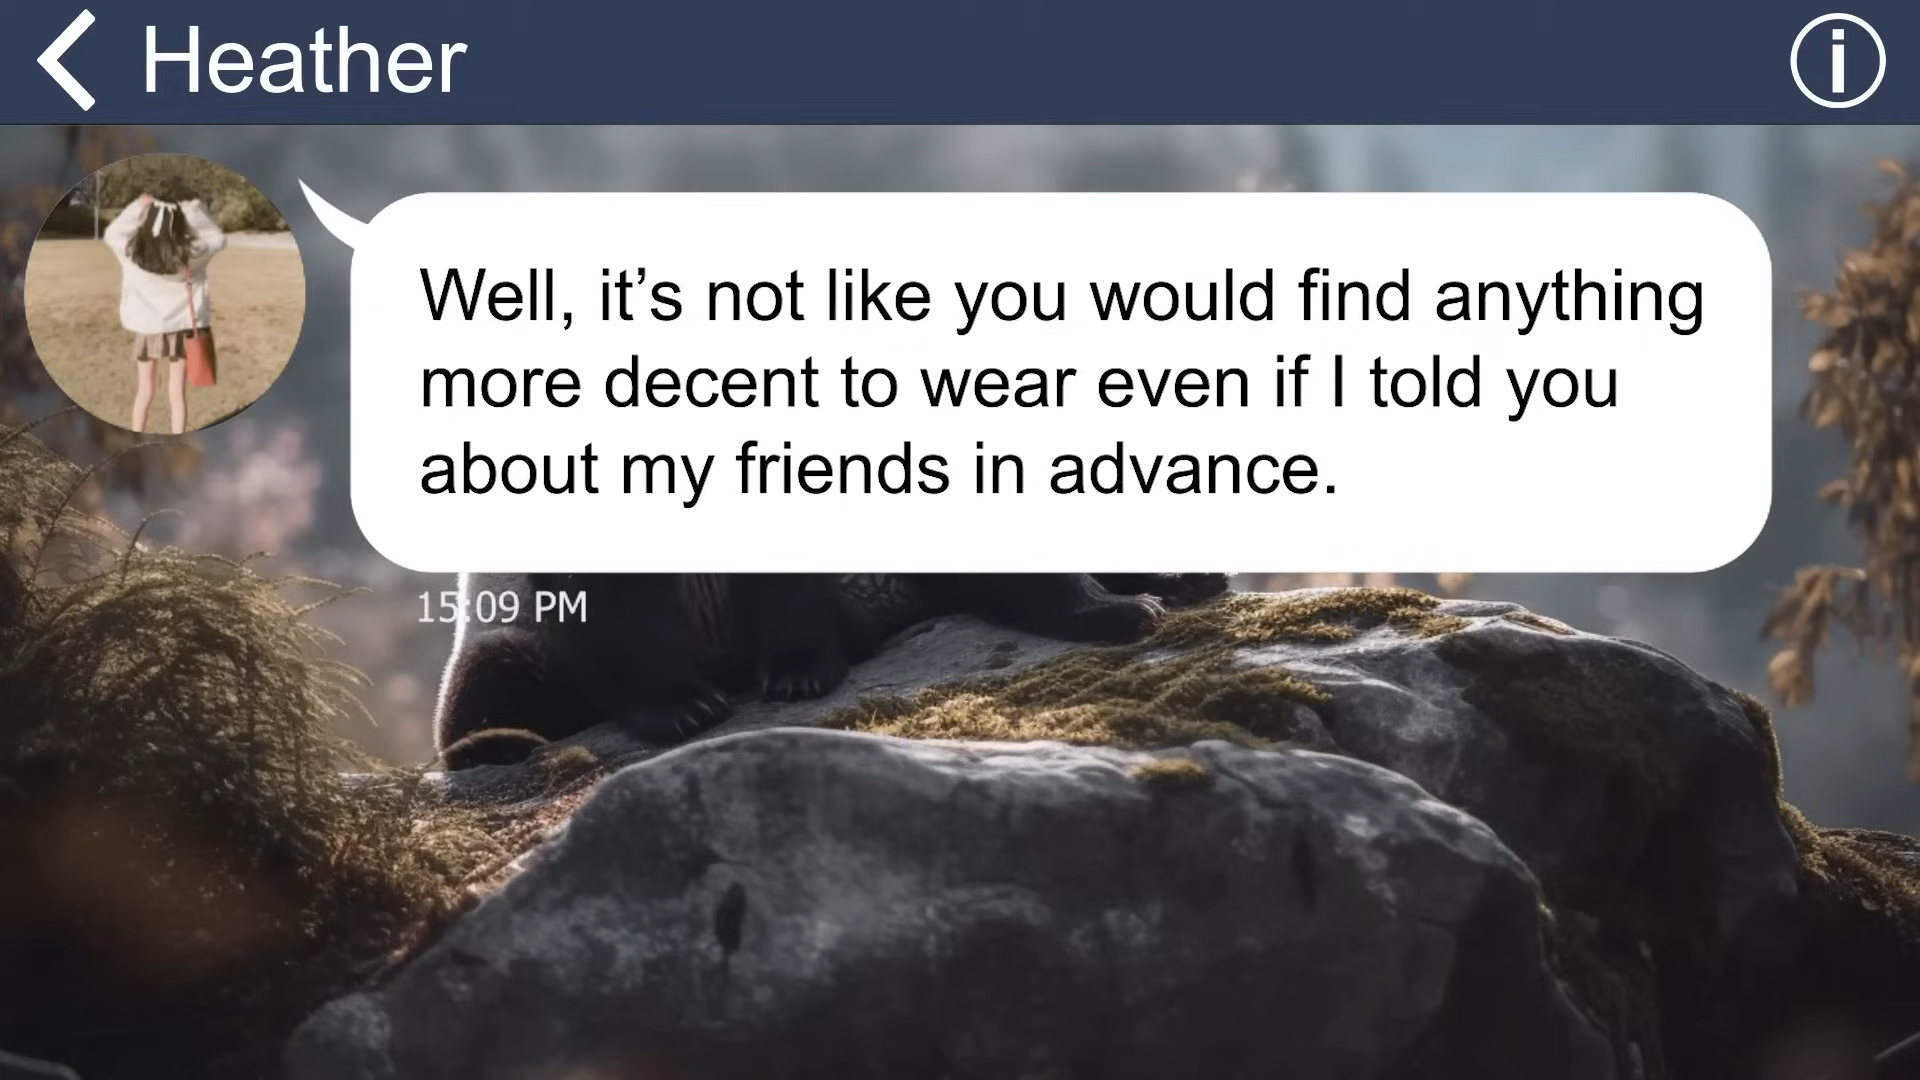 Heather
Well, it’s not like you would find anything
more decent to wear even if I told you
about my friends in advance.
15:09 PM